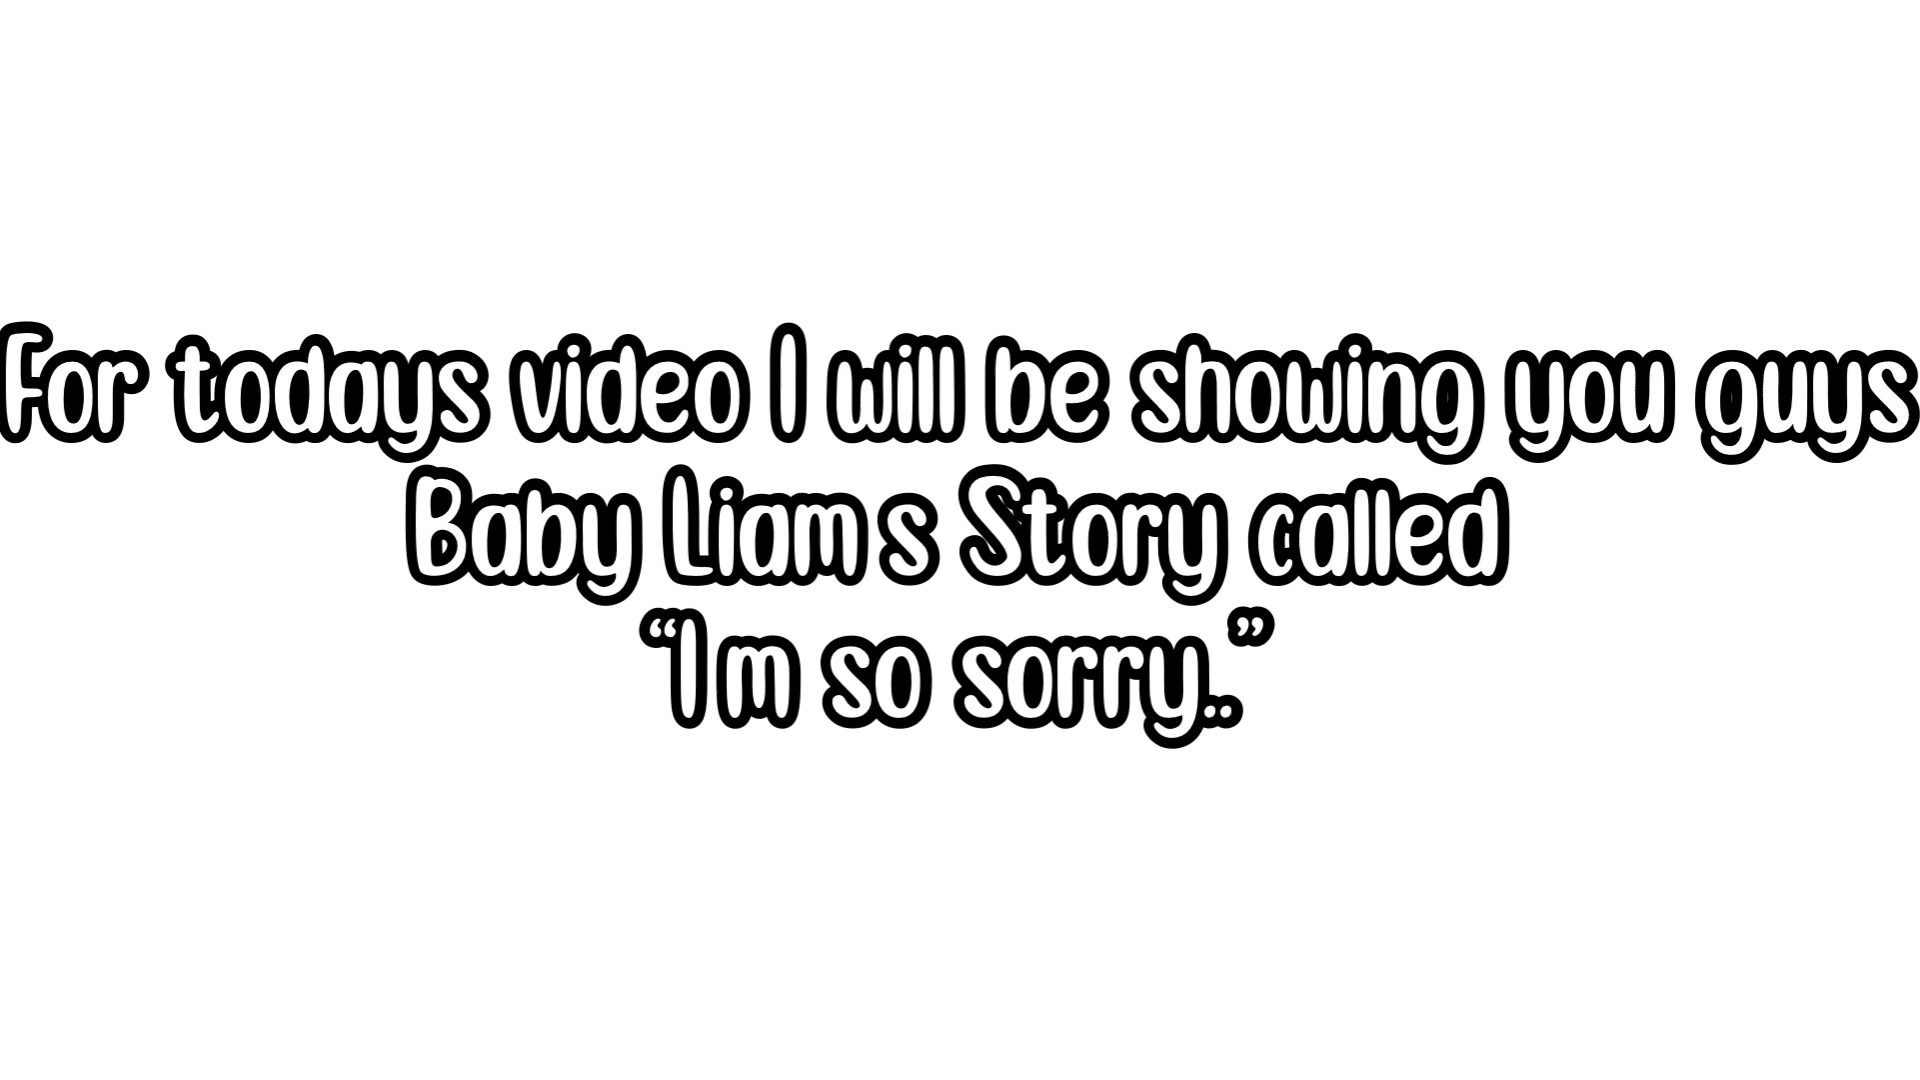 For todays video I will be showing you guys
Baby Liam s Story called
“I m so sorry..”